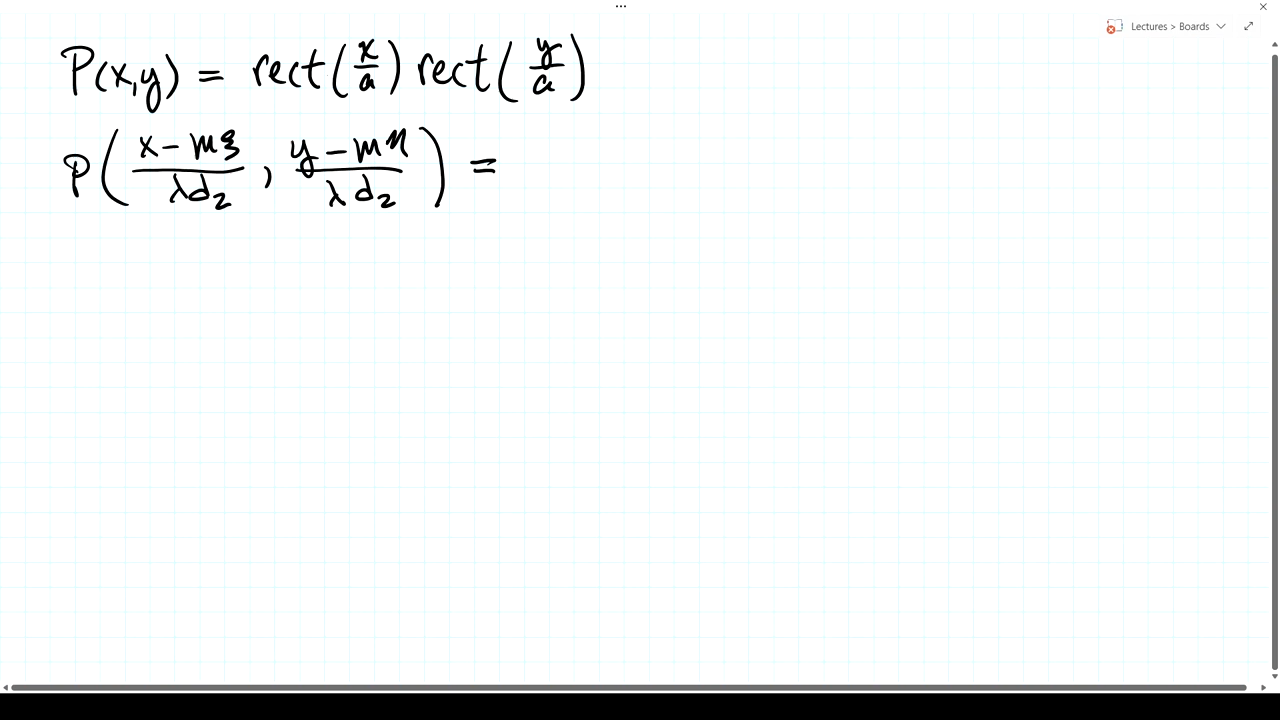 Lectures > Boards
P(x,y) = rect(x/a) rect(y/a)
P((x-mξ)/(λd₂), (y-mη)/(λd₂)) =